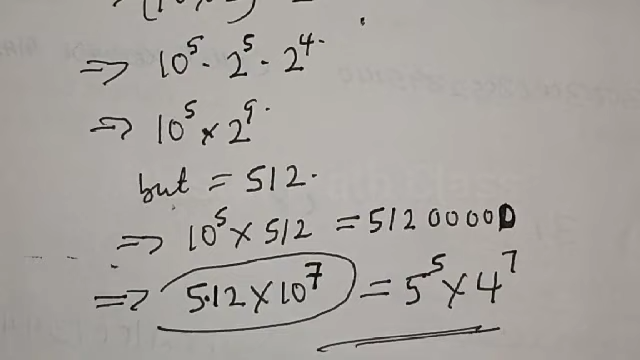 ⇒ 10⁵ · 2⁵ · 2⁴.
⇒ 10⁵ × 2⁹.
but = 512.
⇒ 10⁵ × 512 = 51200000
⇒ 5.12 × 10⁷ = 5⁵ × 4⁷